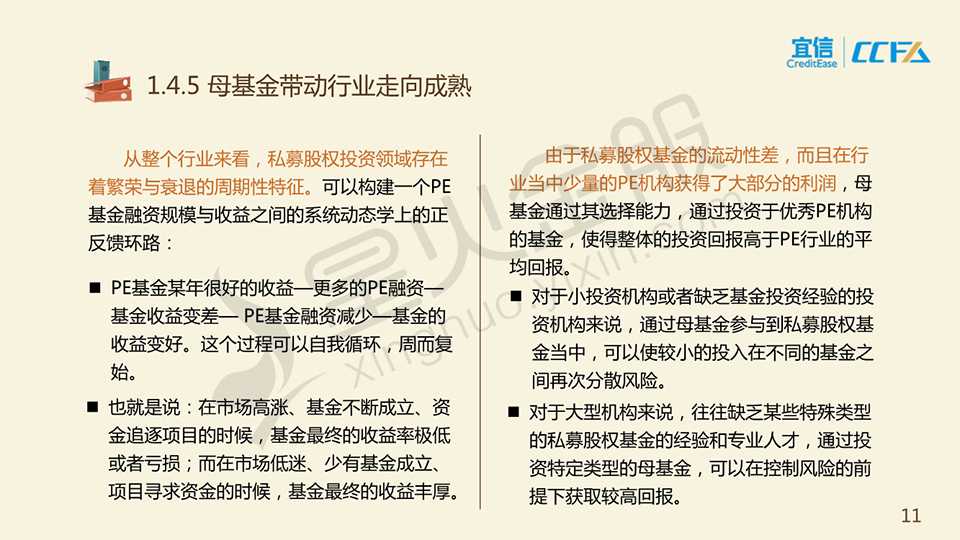 宜信
CreditEase
CCFA
1.4.5 母基金带动行业走向成熟
从整个行业来看，私募股权投资领域存在
着繁荣与衰退的周期性特征。可以构建一个PE
基金融资规模与收益之间的系统动态学上的正
反馈环路：
■ PE基金某年很好的收益—更多的PE融资—
基金收益变差— PE基金融资减少—基金的
收益变好。这个过程可以自我循环，周而复
始。
■ 也就是说：在市场高涨、基金不断成立、资
金追逐项目的时候，基金最终的收益率极低
或者亏损；而在市场低迷、少有基金成立、
项目寻求资金的时候，基金最终的收益丰厚。
由于私募股权基金的流动性差，而且在行
业当中少量的PE机构获得了大部分的利润，母
基金通过其选择能力，通过投资于优秀PE机构
的基金，使得整体的投资回报高于PE行业的平
均回报。
■ 对于小投资机构或者缺乏基金投资经验的投
资机构来说，通过母基金参与到私募股权基
金当中，可以使较小的投入在不同的基金之
间再次分散风险。
■ 对于大型机构来说，往往缺乏某些特殊类型
的私募股权基金的经验和专业人才，通过投
资特定类型的母基金，可以在控制风险的前
提下获取较高回报。
星火金服
xinghuo.yixin.com
11